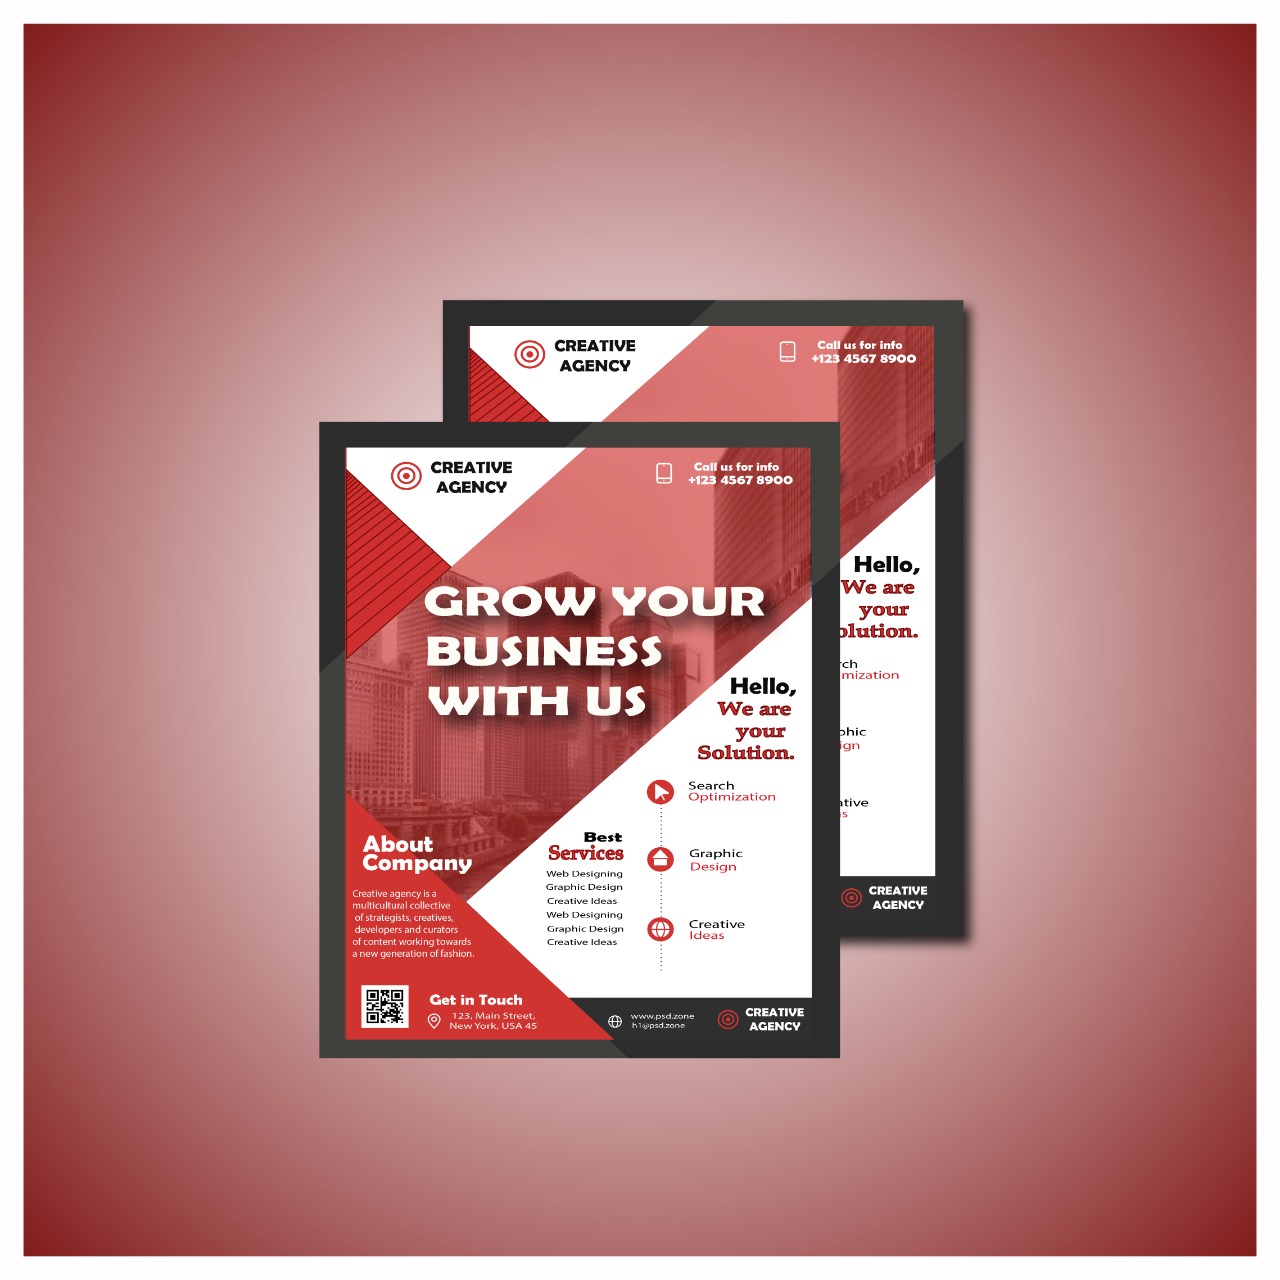 CREATIVE
AGENCY
Call us for info
+123 4567 8900
Hello,
We are
your
olution.
rch
mization
phic
ign
ative
as
CREATIVE
AGENCY
CREATIVE
AGENCY
Call us for info
+123 4567 8900
GROW YOUR
BUSINESS
WITH US
Hello,
We are
your
Solution.
Search
Optimization
Graphic
Design
Creative
Ideas
Best
Services
Web Designing
Graphic Design
Creative Ideas
Web Designing
Graphic Design
Creative Ideas
About
Company
Creative agency is a
multicultural collective
of strategists, creatives,
developers and curators
of content working towards
a new generation of fashion.
Get in Touch
123, Main Street,
New York, USA 45
www.psd.zone
h1@psd.zone
CREATIVE
AGENCY